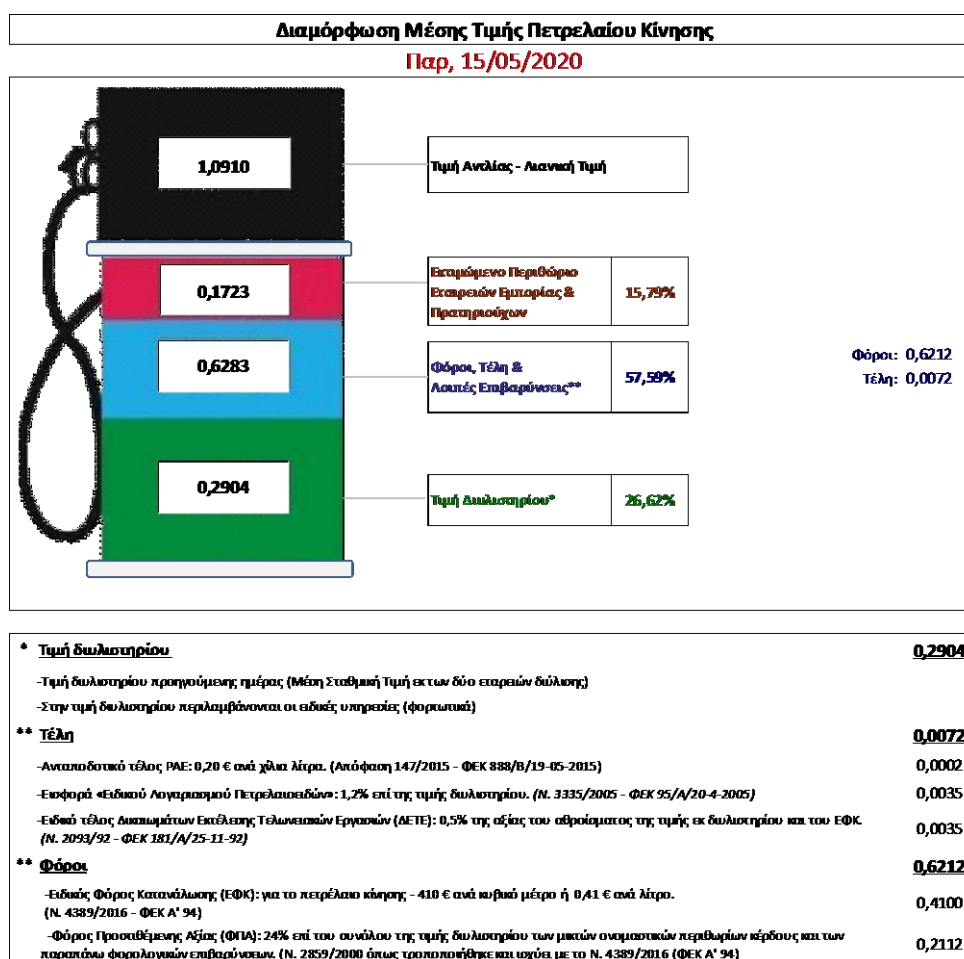 Διαμόρφωση Μέσης Τιμής Πετρελαίου Κίνησης
Παρ, 15/05/2020
1,0910
Τιμή Αντλίας - Λιανική Τιμή
0,1723
Εκτιμώμενο Περιθώριο
Εταιρειών Εμπορίας &
Πρατηριούχων
15,79%
0,6283
Φόροι, Τέλη &
Λοιπές Επιβαρύνσεις**
57,59%
Φόροι: 0,6212
Τέλη: 0,0072
0,2904
Τιμή Διυλιστηρίου*
26,62%
* Τιμή διυλιστηρίου 0,2904
-Τιμή διυλιστηρίου προηγούμενης ημέρας (Μέση Σταθμική Τιμή εκ των δύο εταιρειών διύλισης)
-Στην τιμή διυλιστηρίου περιλαμβάνονται οι ειδικές υπηρεσίες (φορτωτικά)
** Τέλη 0,0072
-Ανταποδοτικό τέλος ΡΑΕ: 0,20 € ανά χίλια λίτρα. (Απόφαση 147/2015 - ΦΕΚ 888/Β/19-05-2015) 0,0002
-Εισφορά «Ειδικού Λογαριασμού Πετρελαιοειδών»: 1,2% επί της τιμής διυλιστηρίου. (Ν. 3335/2005 - ΦΕΚ 95/Α/20-4-2005) 0,0035
-Ειδικό τέλος Δικαιωμάτων Εκτέλεσης Τελωνειακών Εργασιών (ΔΕΤΕ): 0,5% της αξίας του αθροίσματος της τιμής εκ διυλιστηρίου και του ΕΦΚ. 0,0035
(Ν. 2093/92 - ΦΕΚ 181/Α/25-11-92)
** Φόροι 0,6212
-Ειδικός Φόρος Κατανάλωσης (ΕΦΚ): για το πετρέλαιο κίνησης - 410 € ανά κυβικό μέτρο ή 0,41 € ανά λίτρο. 0,4100
(Ν. 4389/2016 - ΦΕΚ Α' 94)
-Φόρος Προστιθέμενης Αξίας (ΦΠΑ): 24% επί του συνόλου της τιμής διυλιστηρίου των μικτών ονομαστικών περιθωρίων κέρδους και των 0,2112
παραπάνω φορολογικών επιβαρύνσεων. (Ν. 2859/2000 όπως τροποποιήθηκε και ισχύει με το Ν. 4389/2016 (ΦΕΚ Α' 94)